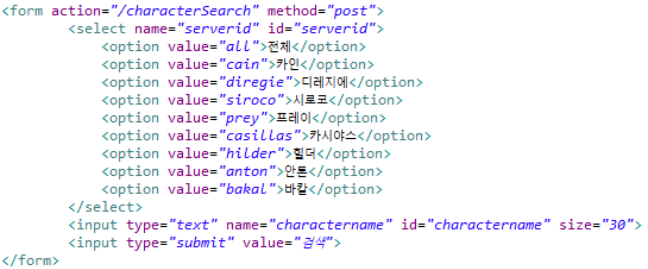 <form action="/characterSearch" method="post">
<select name="serverid" id="serverid">
<option value="all">전체</option>
<option value="cain">카인</option>
<option value="diregie">디레지에</option>
<option value="siroco">시로코</option>
<option value="prey">프레이</option>
<option value="casillas">카시야스</option>
<option value="hilder">힐더</option>
<option value="anton">안톤</option>
<option value="bakal">바칼</option>
</select>
<input type="text" name="charactername" id="charactername" size="30">
<input type="submit" value="검색">
</form>